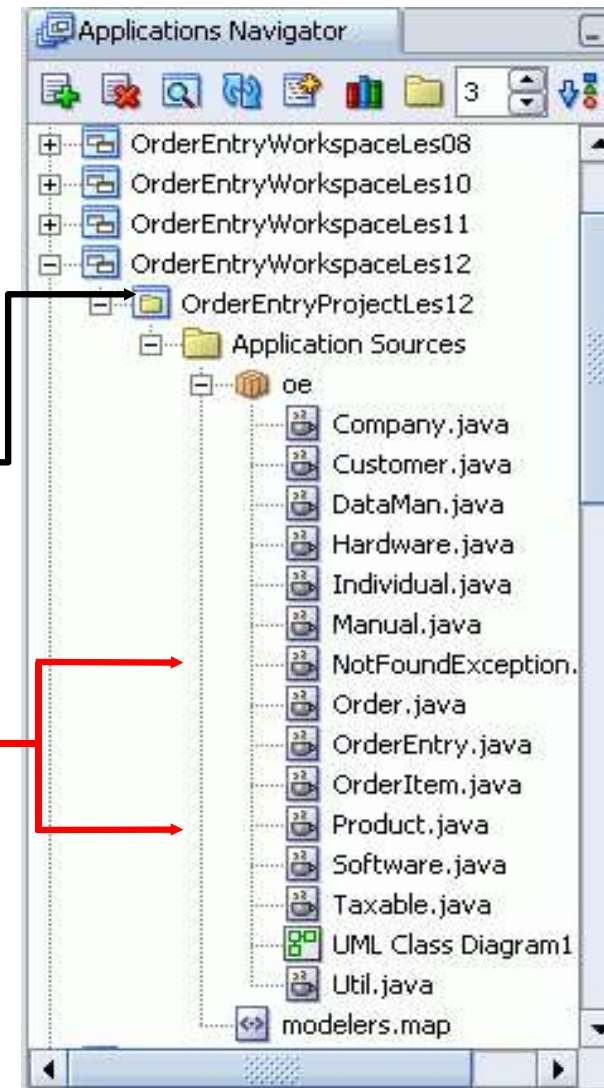 Applications Navigator
3
OrderEntryWorkspaceLes08
OrderEntryWorkspaceLes10
OrderEntryWorkspaceLes11
OrderEntryWorkspaceLes12
OrderEntryProjectLes12
Application Sources
oe
Company.java
Customer.java
DataMan.java
Hardware.java
Individual.java
Manual.java
NotFoundException.
Order.java
OrderEntry.java
OrderItem.java
Product.java
Software.java
Taxable.java
UML Class Diagram1
Util.java
modelers.map